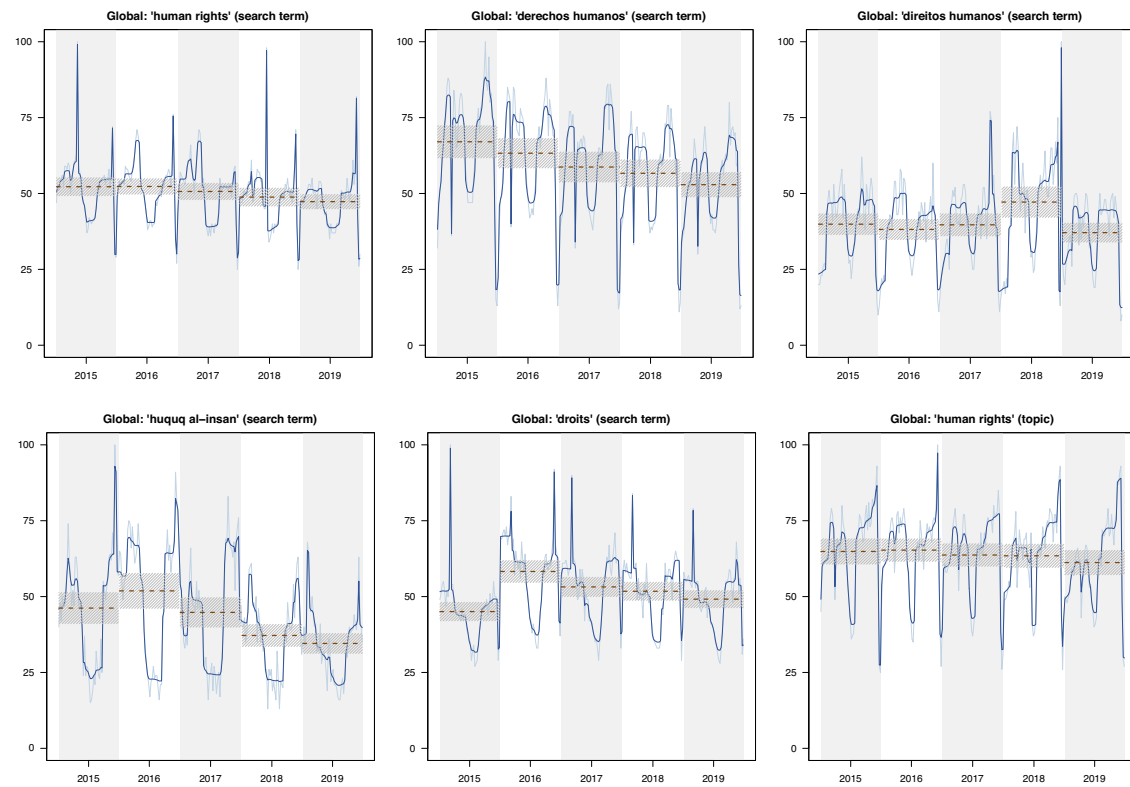 Global: 'human rights' (search term)
100
75
50
25
0
2015 2016 2017 2018 2019
Global: 'derechos humanos' (search term)
100
75
50
25
0
2015 2016 2017 2018 2019
Global: 'direitos humanos' (search term)
100
75
50
25
0
2015 2016 2017 2018 2019
Global: 'huquq al−insan' (search term)
100
75
50
25
0
2015 2016 2017 2018 2019
Global: 'droits' (search term)
100
75
50
25
0
2015 2016 2017 2018 2019
Global: 'human rights' (topic)
100
75
50
25
0
2015 2016 2017 2018 2019